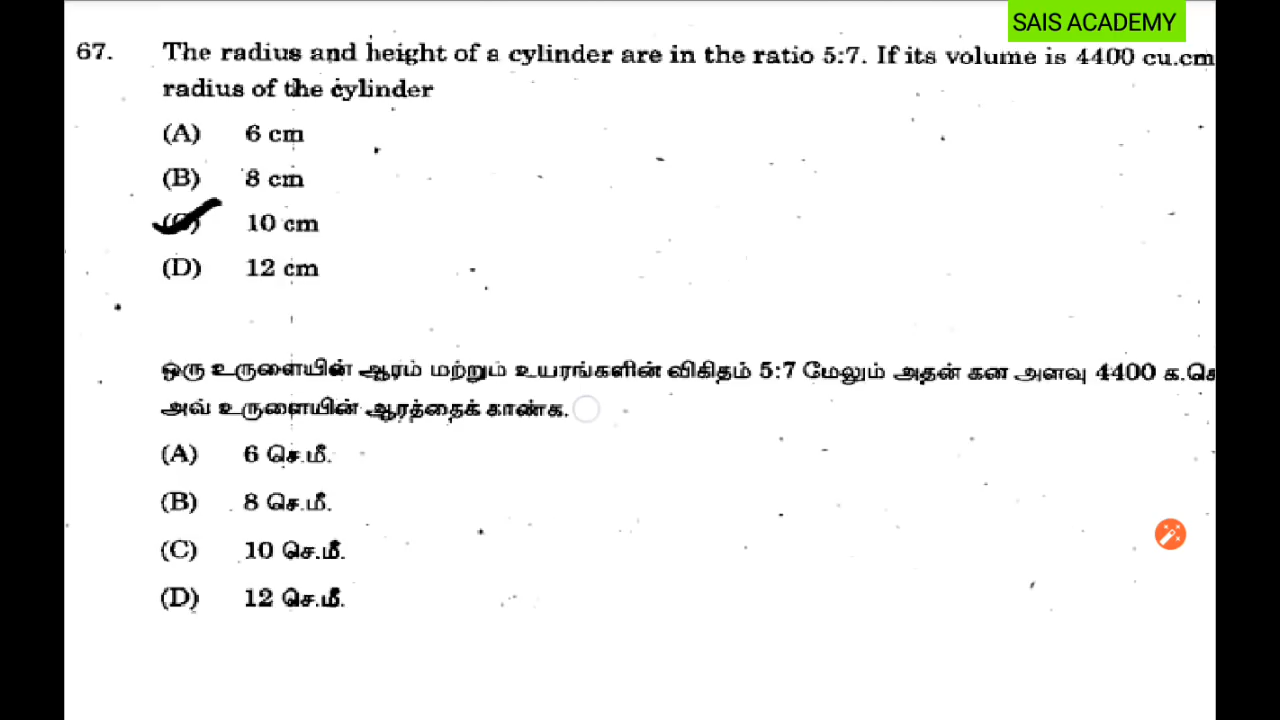 SAIS ACADEMY
67. The radius and height of a cylinder are in the ratio 5:7. If its volume is 4400 cu.cm
radius of the cylinder
(A) 6 cm
(B) 8 cm
(C) 10 cm
(D) 12 cm
ஒரு உருளையின் ஆரம் மற்றும் உயரங்களின் விகிதம் 5:7 மேலும் அதன் கன அளவு 4400 க.செ
அவ் உருளையின் ஆரத்தைக் காண்க.
(A) 6 செ.மீ.
(B) 8 செ.மீ.
(C) 10 செ.மீ.
(D) 12 செ.மீ.